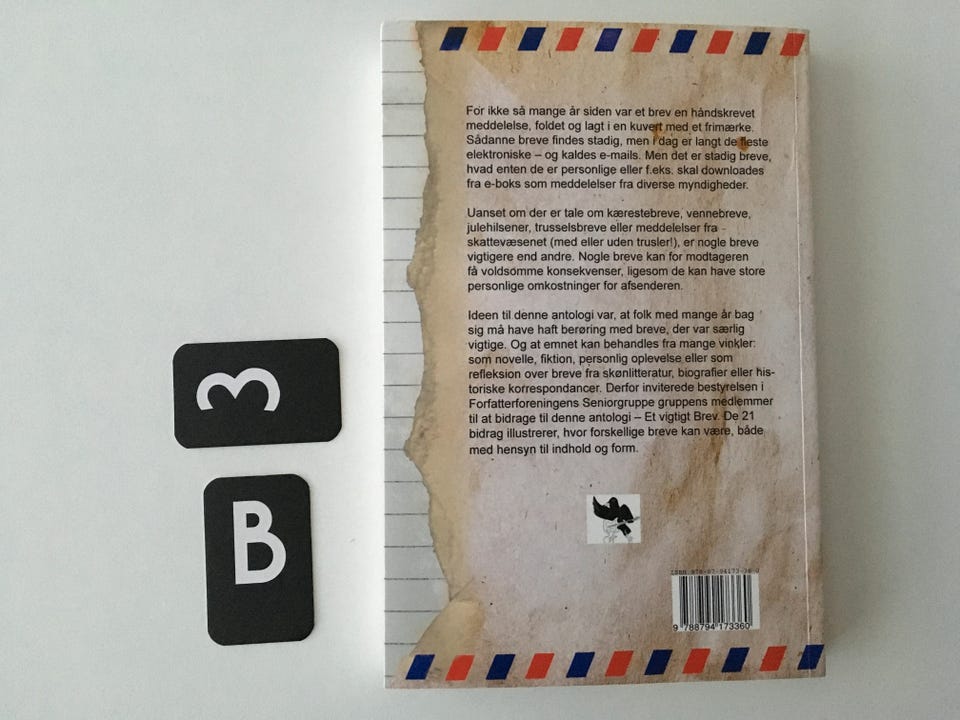 For ikke så mange år siden var et brev en håndskrevet
meddelelse, foldet og lagt i en kuvert med et frimærke.
Sådanne breve findes stadig, men i dag er langt de fleste
elektroniske – og kaldes e-mails. Men det er stadig breve,
hvad enten de er personlige eller f.eks. skal downloades
fra e-boks som meddelelser fra diverse myndigheder.
Uanset om der er tale om kærestebreve, vennebreve,
julehilsener, trusselsbreve eller meddelelser fra
skattevæsenet (med eller uden trusler!), er nogle breve
vigtigere end andre. Nogle breve kan for modtageren
få voldsomme konsekvenser, ligesom de kan have store
personlige omkostninger for afsenderen.
Ideen til denne antologi var, at folk med mange år bag
sig må have haft berøring med breve, der var særlig
vigtige. Og at emnet kan behandles fra mange vinkler:
som novelle, fiktion, personlig oplevelse eller som
refleksion over breve fra skønlitteratur, biografier eller his-
toriske korrespondancer. Derfor inviterede bestyrelsen i
Forfatterforeningens Seniorgruppe gruppens medlemmer
til at bidrage til denne antologi – Et vigtigt Brev. De 21
bidrag illustrerer, hvor forskellige breve kan være, både
med hensyn til indhold og form.
ISBN 978-87-94173-36-0
9 788794 173360
3
B